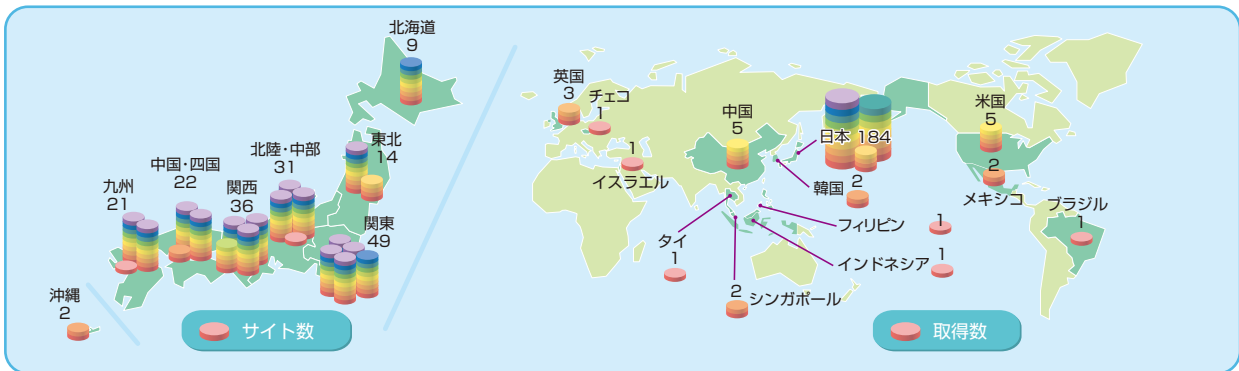 北海道
9
東北
14
北陸・中部
31
中国・四国
22
関西
36
九州
21
関東
49
沖縄
2
サイト数
英国
3
チェコ
1
中国
5
1
イスラエル
日本 184
2
韓国
米国
5
2
メキシコ
ブラジル
1
フィリピン
1
タイ
1
インドネシア
1
2
シンガポール
取得数